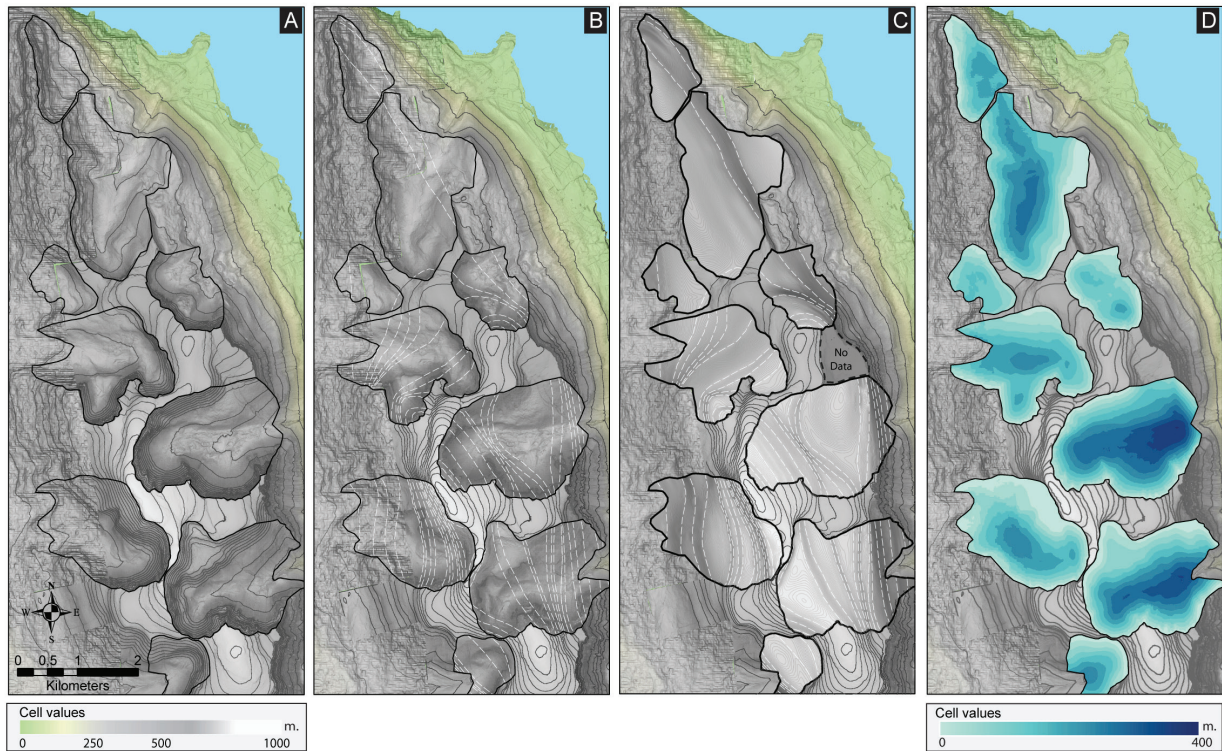 A
B
C
D
No
Data
N
W E
S
0 0.5 1 2
Kilometers
Cell values
m.
0 250 500 1000
Cell values
m.
0 400